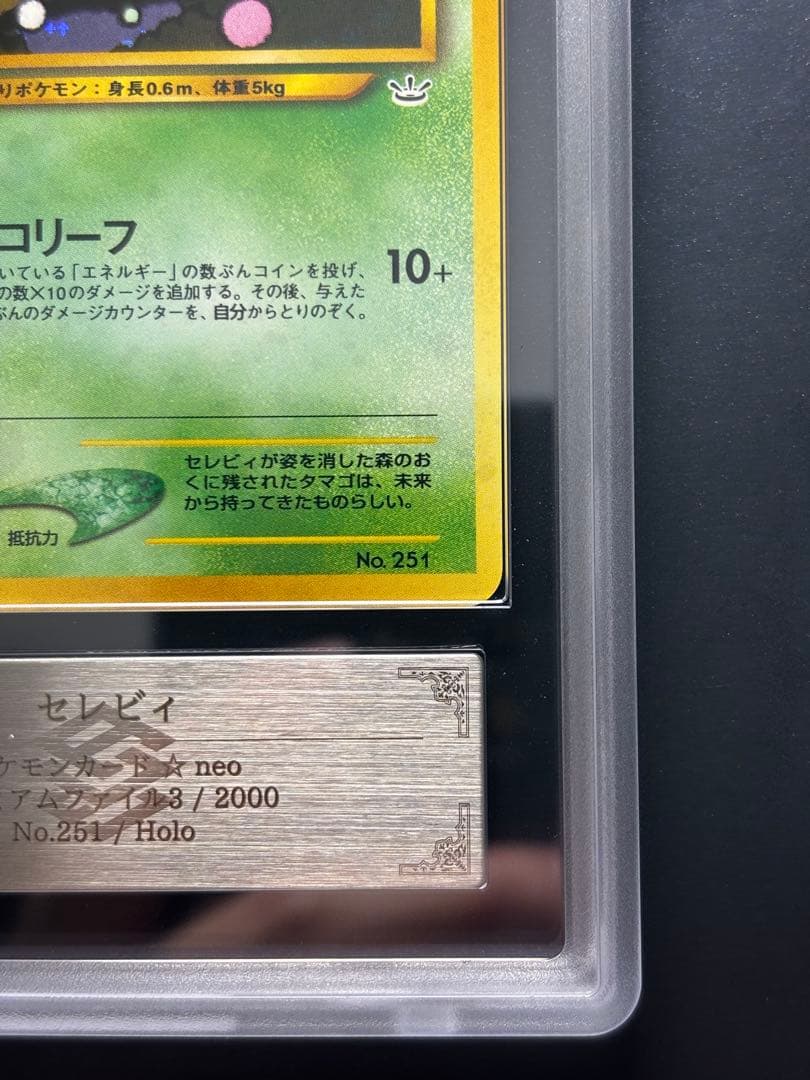 りポケモン：身長0.6m、体重5kg
コリーフ
いている「エネルギー」の数ぶんコインを投げ、
の数×10のダメージを追加する。その後、与えた
ぶんのダメージカウンターを、自分からとりのぞく。
10+
セレビィが姿を消した森のお
くに残されたタマゴは、未来
から持ってきたものらしい。
抵抗力
No. 251
セレビィ
ケモンカード☆neo
アムファイル3 / 2000
No.251 / Holo